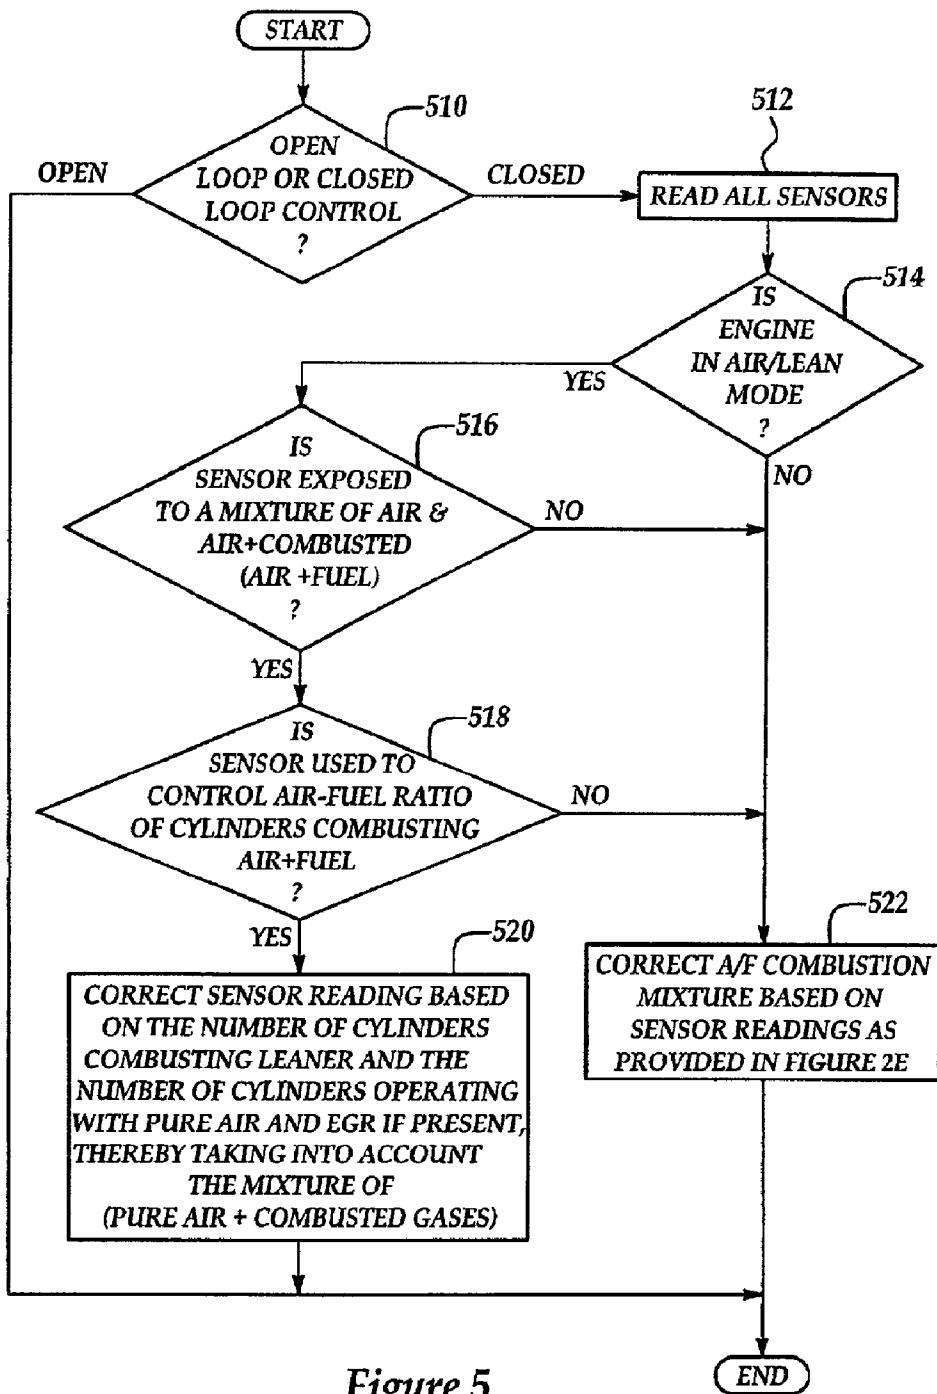 START
510
OPEN
LOOP OR CLOSED
LOOP CONTROL
?
OPEN
CLOSED
512
READ ALL SENSORS
514
IS
ENGINE
IN AIR/LEAN
MODE
?
YES
NO
516
IS
SENSOR EXPOSED
TO A MIXTURE OF AIR &
AIR+COMBUSTED
(AIR +FUEL)
?
NO
YES
518
IS
SENSOR USED TO
CONTROL AIR-FUEL RATIO
OF CYLINDERS COMBUSTING
AIR+FUEL
?
NO
YES
520
CORRECT SENSOR READING BASED
ON THE NUMBER OF CYLINDERS
COMBUSTING LEANER AND THE
NUMBER OF CYLINDERS OPERATING
WITH PURE AIR AND EGR IF PRESENT,
THEREBY TAKING INTO ACCOUNT
THE MIXTURE OF
(PURE AIR + COMBUSTED GASES)
522
CORRECT A/F COMBUSTION
MIXTURE BASED ON
SENSOR READINGS AS
PROVIDED IN FIGURE 2E
END
Figure 5